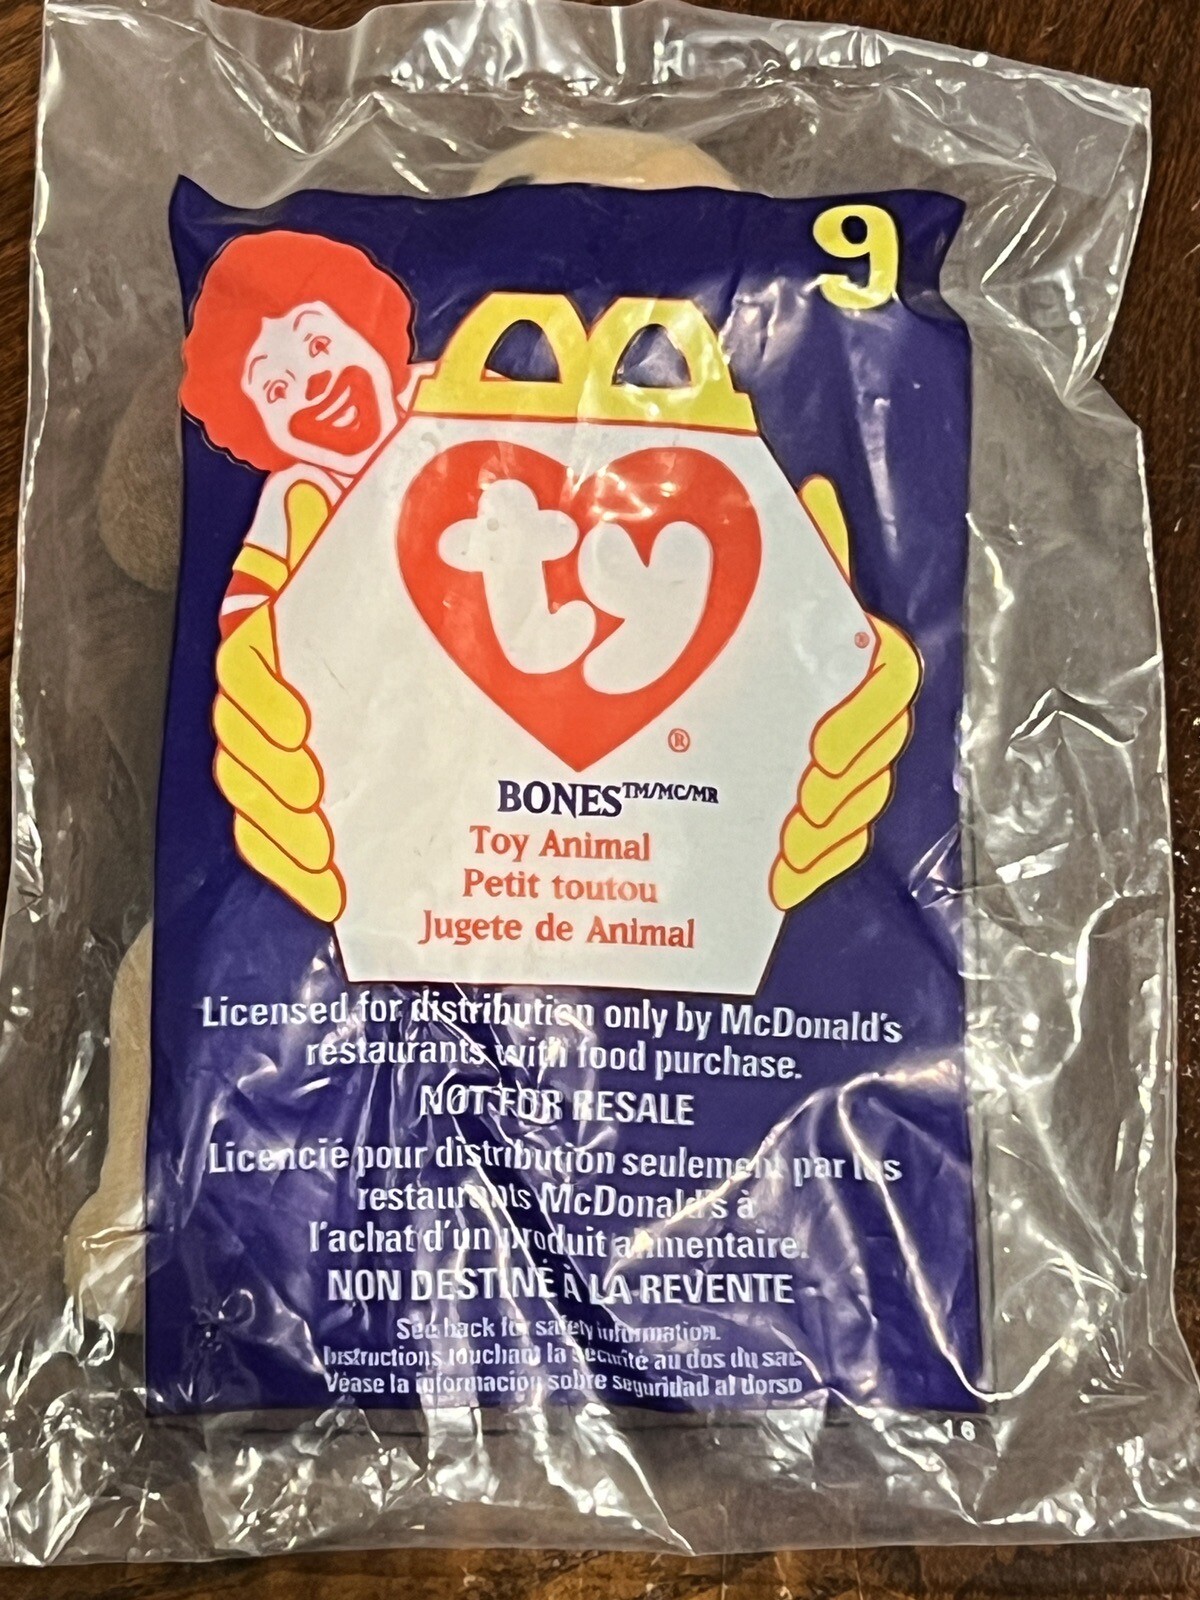 9
ty
®
®
BONES™/MC/MR
Toy Animal
Petit toutou
Jugete de Animal
Licensed for distribution only by McDonald's
restaurants with food purchase.
NOT FOR RESALE
Licencié pour distribution seulement par les
restaurants McDonald's à
l'achat d'un produit alimentaire.
NON DESTINÉ À LA REVENTE
See back for safety information.
Instructions touchant la sécurité au dos du sac
Véase la información sobre seguridad al dorso
16